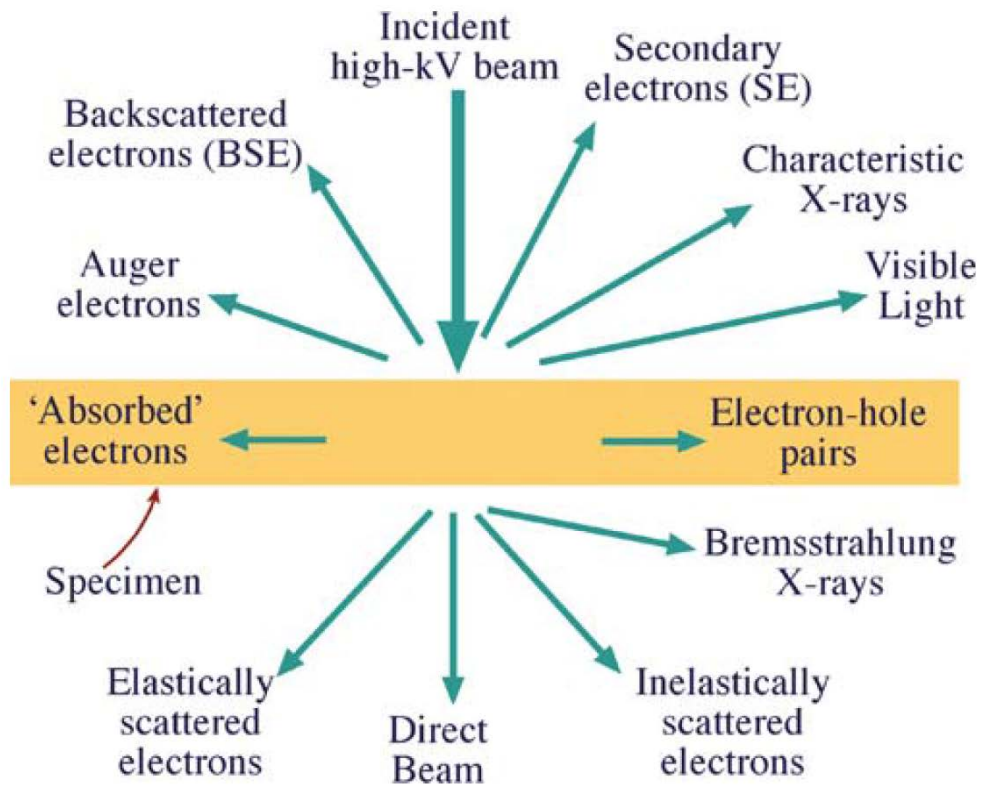 Incident
high-kV beam
Secondary
electrons (SE)
Backscattered
electrons (BSE)
Characteristic
X-rays
Auger
electrons
Visible
Light
‘Absorbed’
electrons
Electron-hole
pairs
Specimen
Bremsstrahlung
X-rays
Elastically
scattered
electrons
Direct
Beam
Inelastically
scattered
electrons